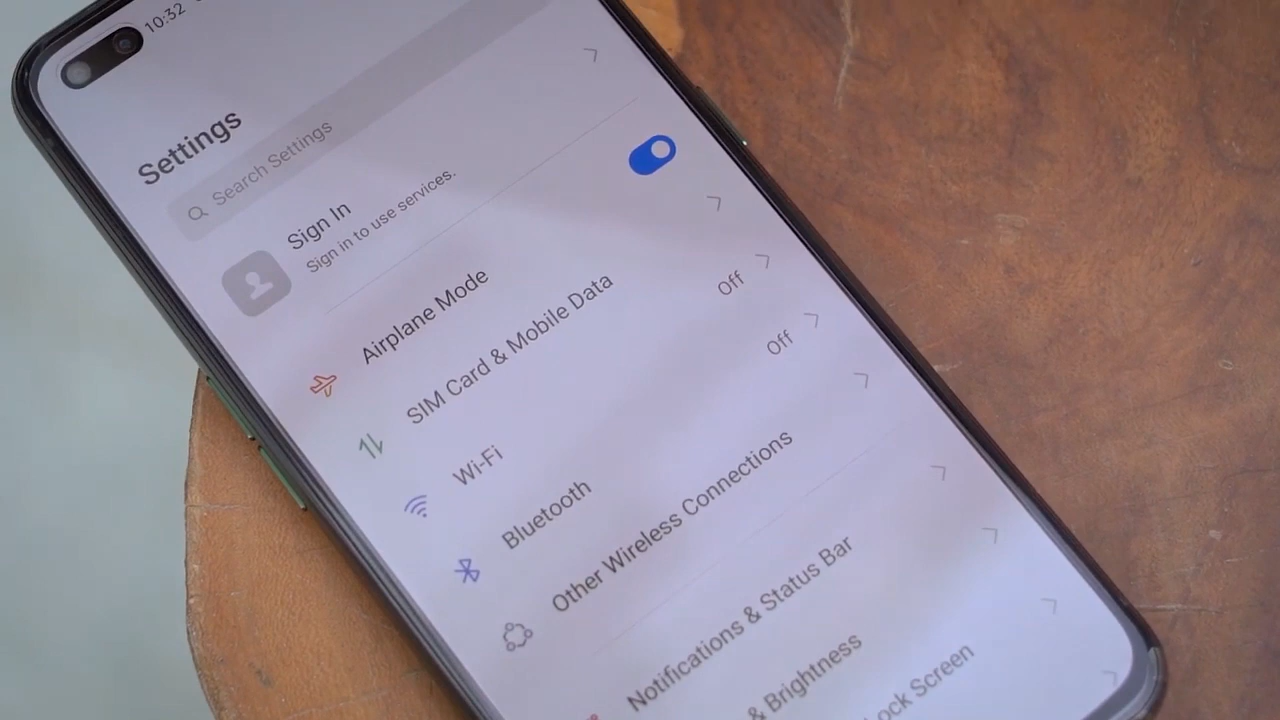 10:32
Settings
Search Settings
Sign In
Sign in to use services.
Airplane Mode
SIM Card & Mobile Data
Wi-Fi
Off
Bluetooth
Off
Other Wireless Connections
Notifications & Status Bar
& Brightness
Lock Screen